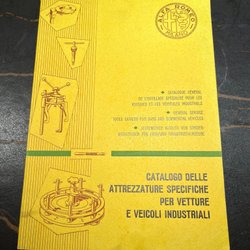 ALFA ROMEO
MILANO
CATALOGUE GÉNÉRAL
DE L'OUTILLAGE SPÉCIALISÉ POUR LES
VOITURES ET LES VÉHICULES INDUSTRIELS
GENERAL SERVICE
TOOLS CATALOG FOR CARS AND COMMERCIAL VEHICLES
CATALOGO DELLE
ATTREZZATURE SPECIFICHE
PER VETTURE
E VEICOLI INDUSTRIALI